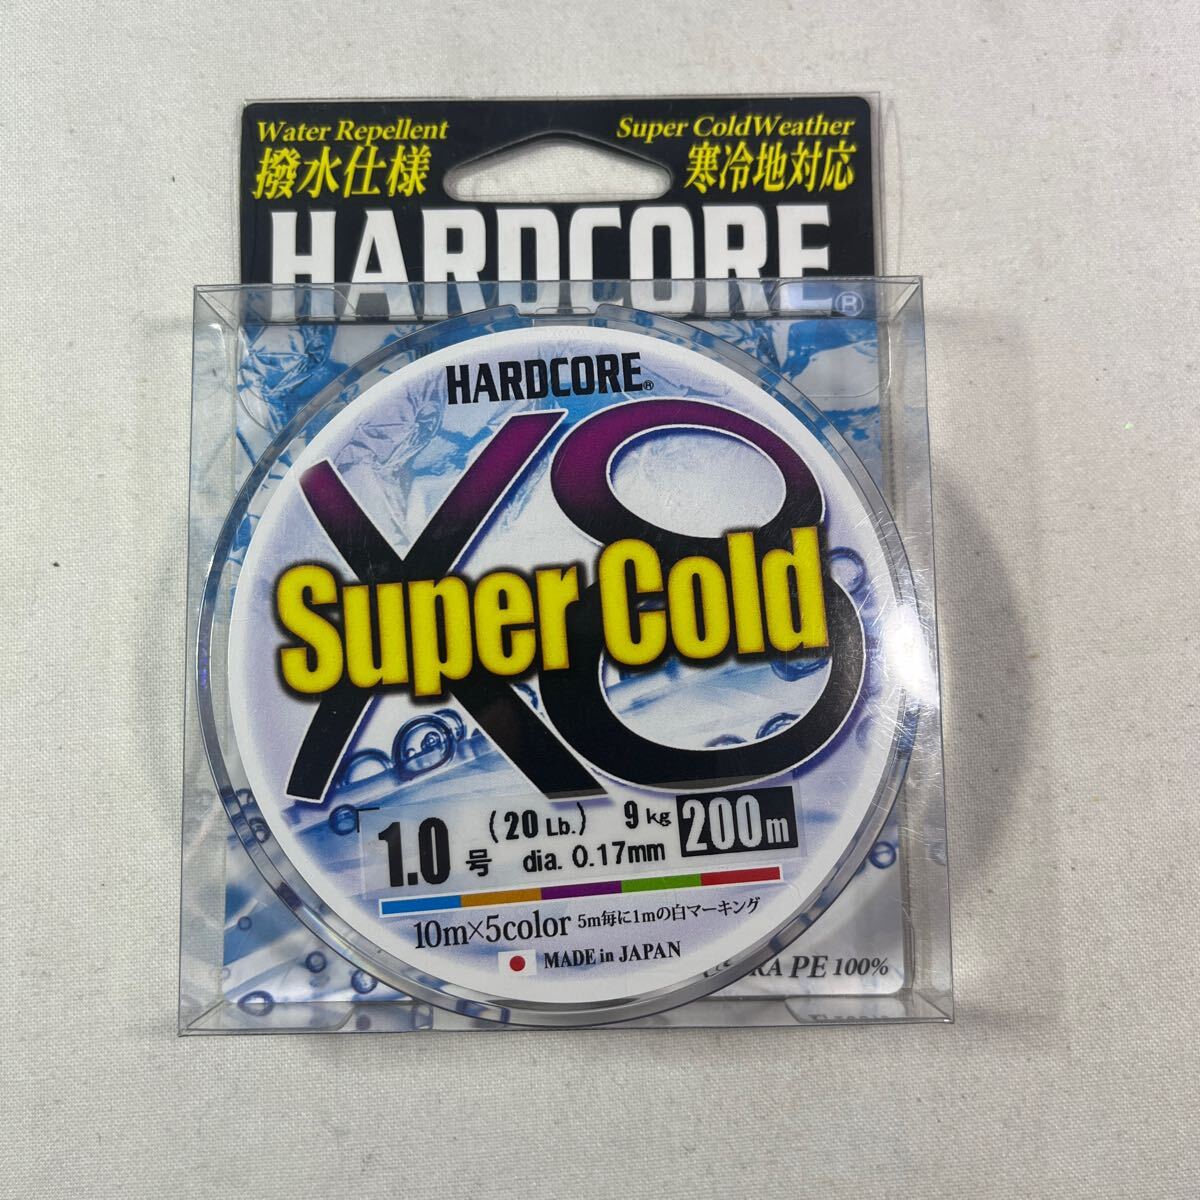 Water Repellent
撥水仕様
Super ColdWeather
寒冷地対応
HARDCORE®
HARDCORE®
X8
Super Cold
1.0号
(20 Lb.) 9kg
dia. 0.17mm
200m
10m×5color 5m毎に1mの白マーキング
MADE in JAPAN
PE 100%